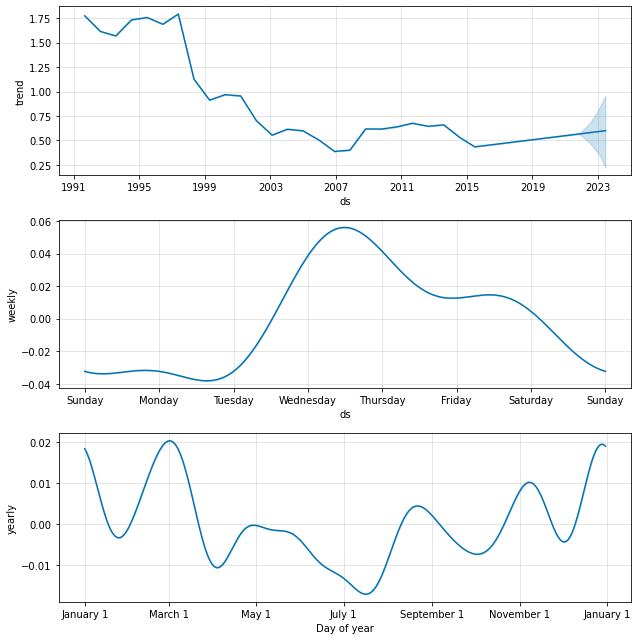 1.75
1.50
1.25
1.00
0.75
0.50
0.25
trend
1991 1995 1999 2003 2007 2011 2015 2019 2023
ds
0.06
0.04
0.02
0.00
−0.02
−0.04
weekly
Sunday Monday Tuesday Wednesday Thursday Friday Saturday Sunday
ds
0.02
0.01
0.00
−0.01
yearly
January 1 March 1 May 1 July 1 September 1 November 1 January 1
Day of year